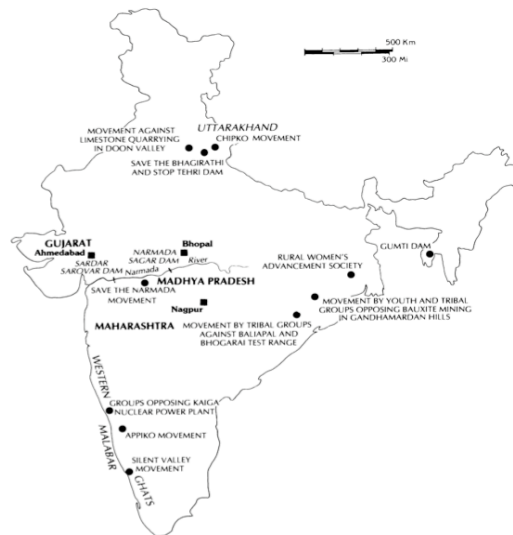 500 Km
300 Mi
UTTARAKHAND
MOVEMENT AGAINST
LIMESTONE QUARRYING
IN DOON VALLEY
CHIPKO MOVEMENT
SAVE THE BHAGIRATHI
AND STOP TEHRI DAM
GUJARAT
Ahmedabad
SARDAR
SAROVAR DAM
Bhopal
NARMADA
SAGAR DAM
Narmada
River
MADHYA PRADESH
SAVE THE NARMADA
MOVEMENT
Nagpur
MAHARASHTRA
GUMTI DAM
RURAL WOMEN'S
ADVANCEMENT SOCIETY
MOVEMENT BY YOUTH AND TRIBAL
GROUPS OPPOSING BAUXITE MINING
IN GANDHAMARDAN HILLS
MOVEMENT BY TRIBAL GROUPS
AGAINST BALIAPAL AND
BHOGARAI TEST RANGE
WESTERN
GHATS
MALABAR
GROUPS OPPOSING KAIGA
NUCLEAR POWER PLANT
APPIKO MOVEMENT
SILENT VALLEY
MOVEMENT